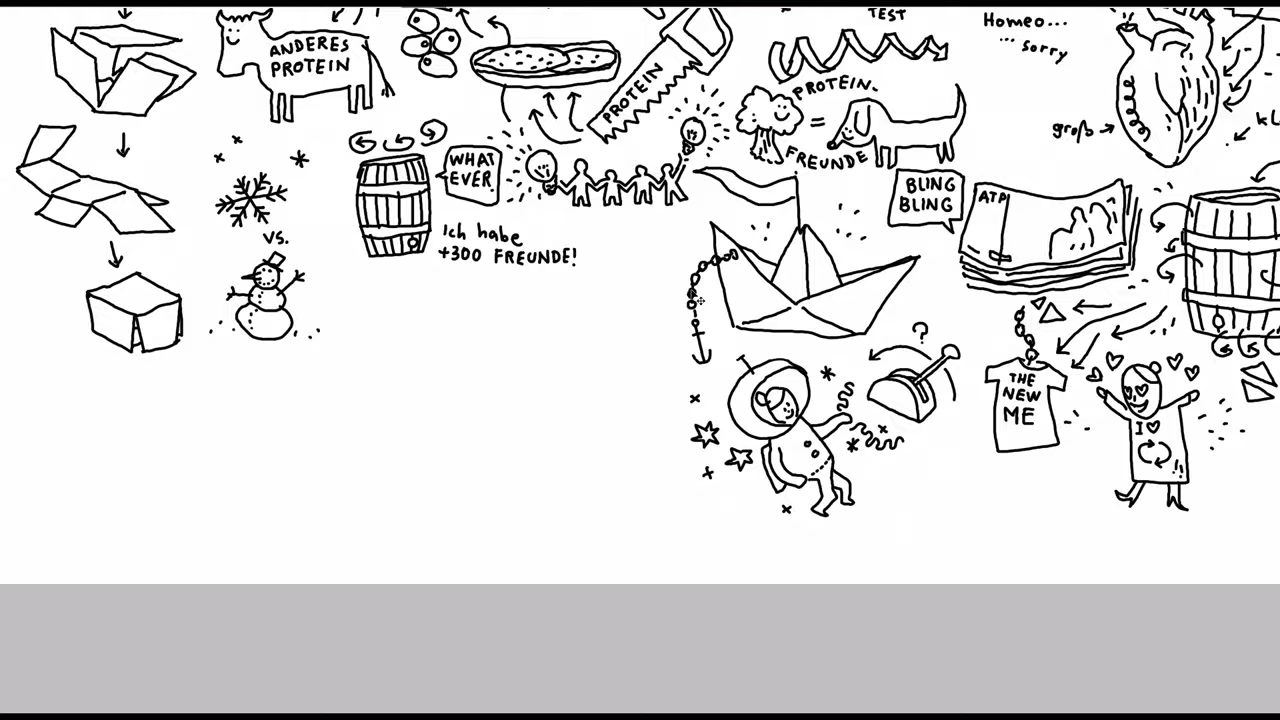 TEST
Homeo...
... sorry
ANDERES
PROTEIN
PROTEIN
PROTEIN-
=
FREUNDE
groß
kl
WHAT
EVER
BLING
BLING
ATP
Ich habe
+300 FREUNDE!
VS.
?
THE
NEW
ME
I ♡
!!